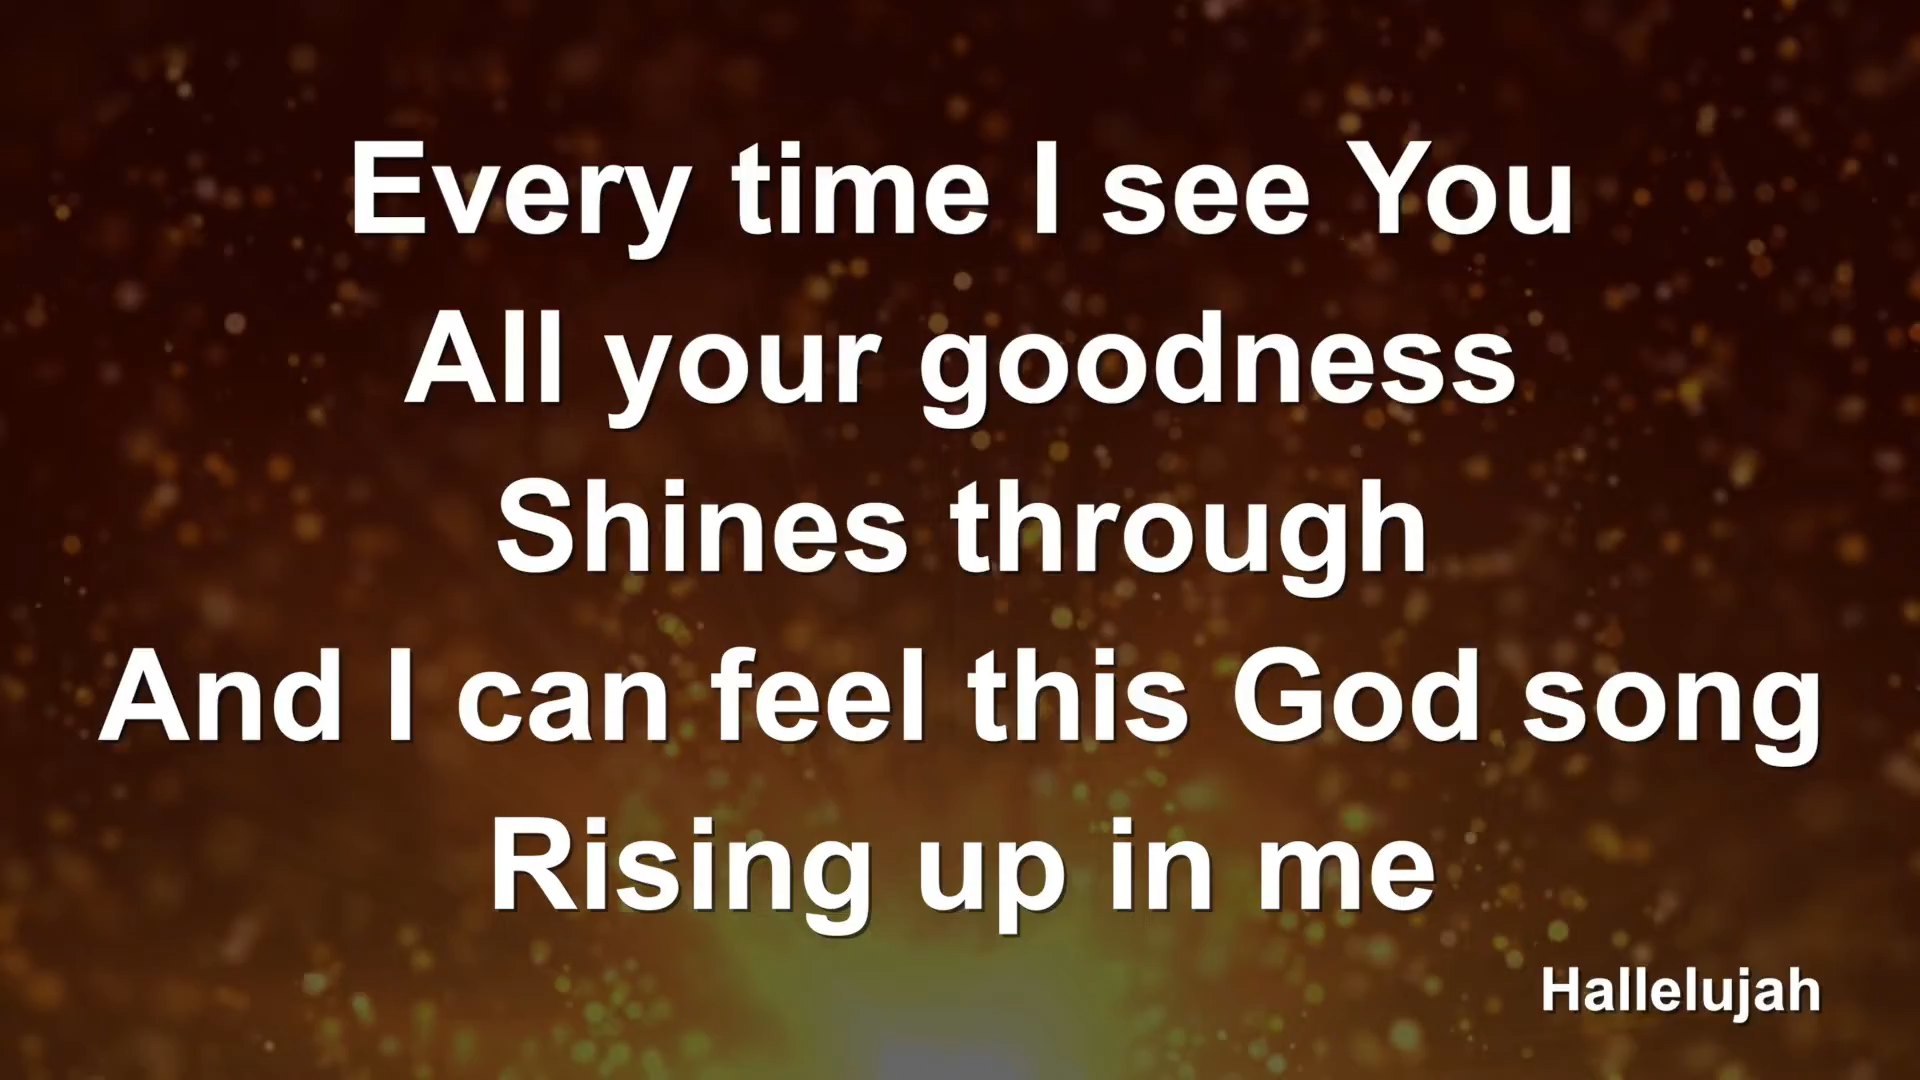 Every time I see You
All your goodness
Shines through
And I can feel this God song
Rising up in me
Hallelujah